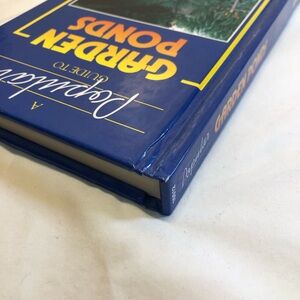 A
Popular
GUIDE TO
GARDEN
PONDS
Popular
GARDEN PONDS